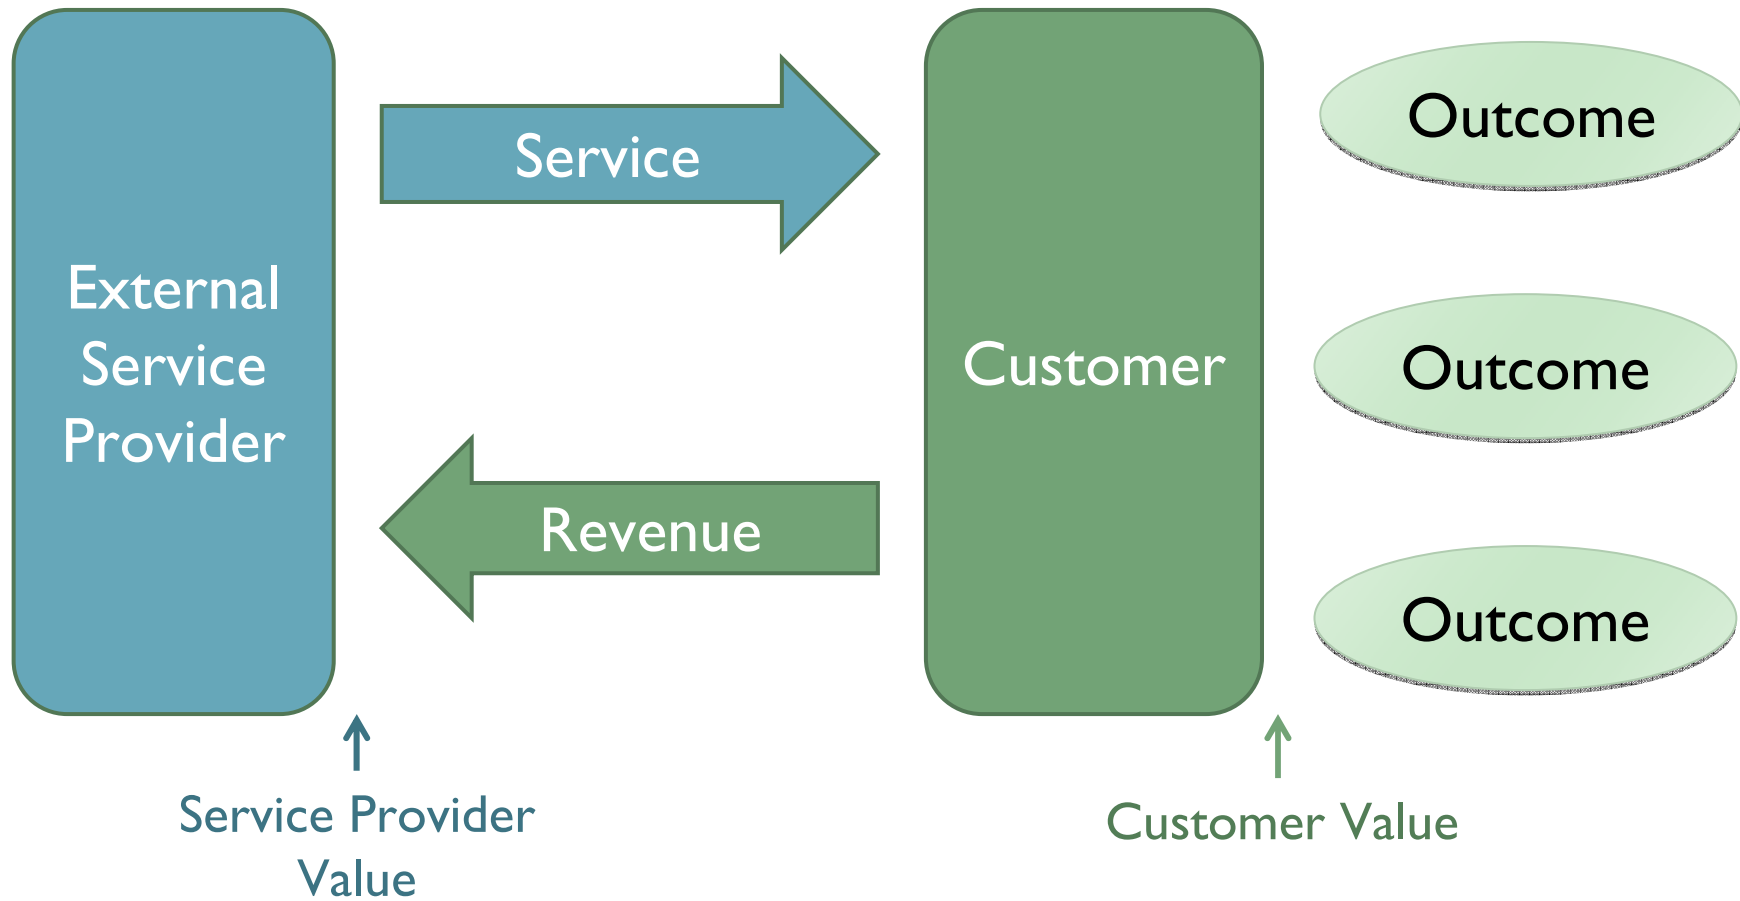 External
Service
Provider
Service
Revenue
Customer
Outcome
Outcome
Outcome
Service Provider
Value
Customer Value